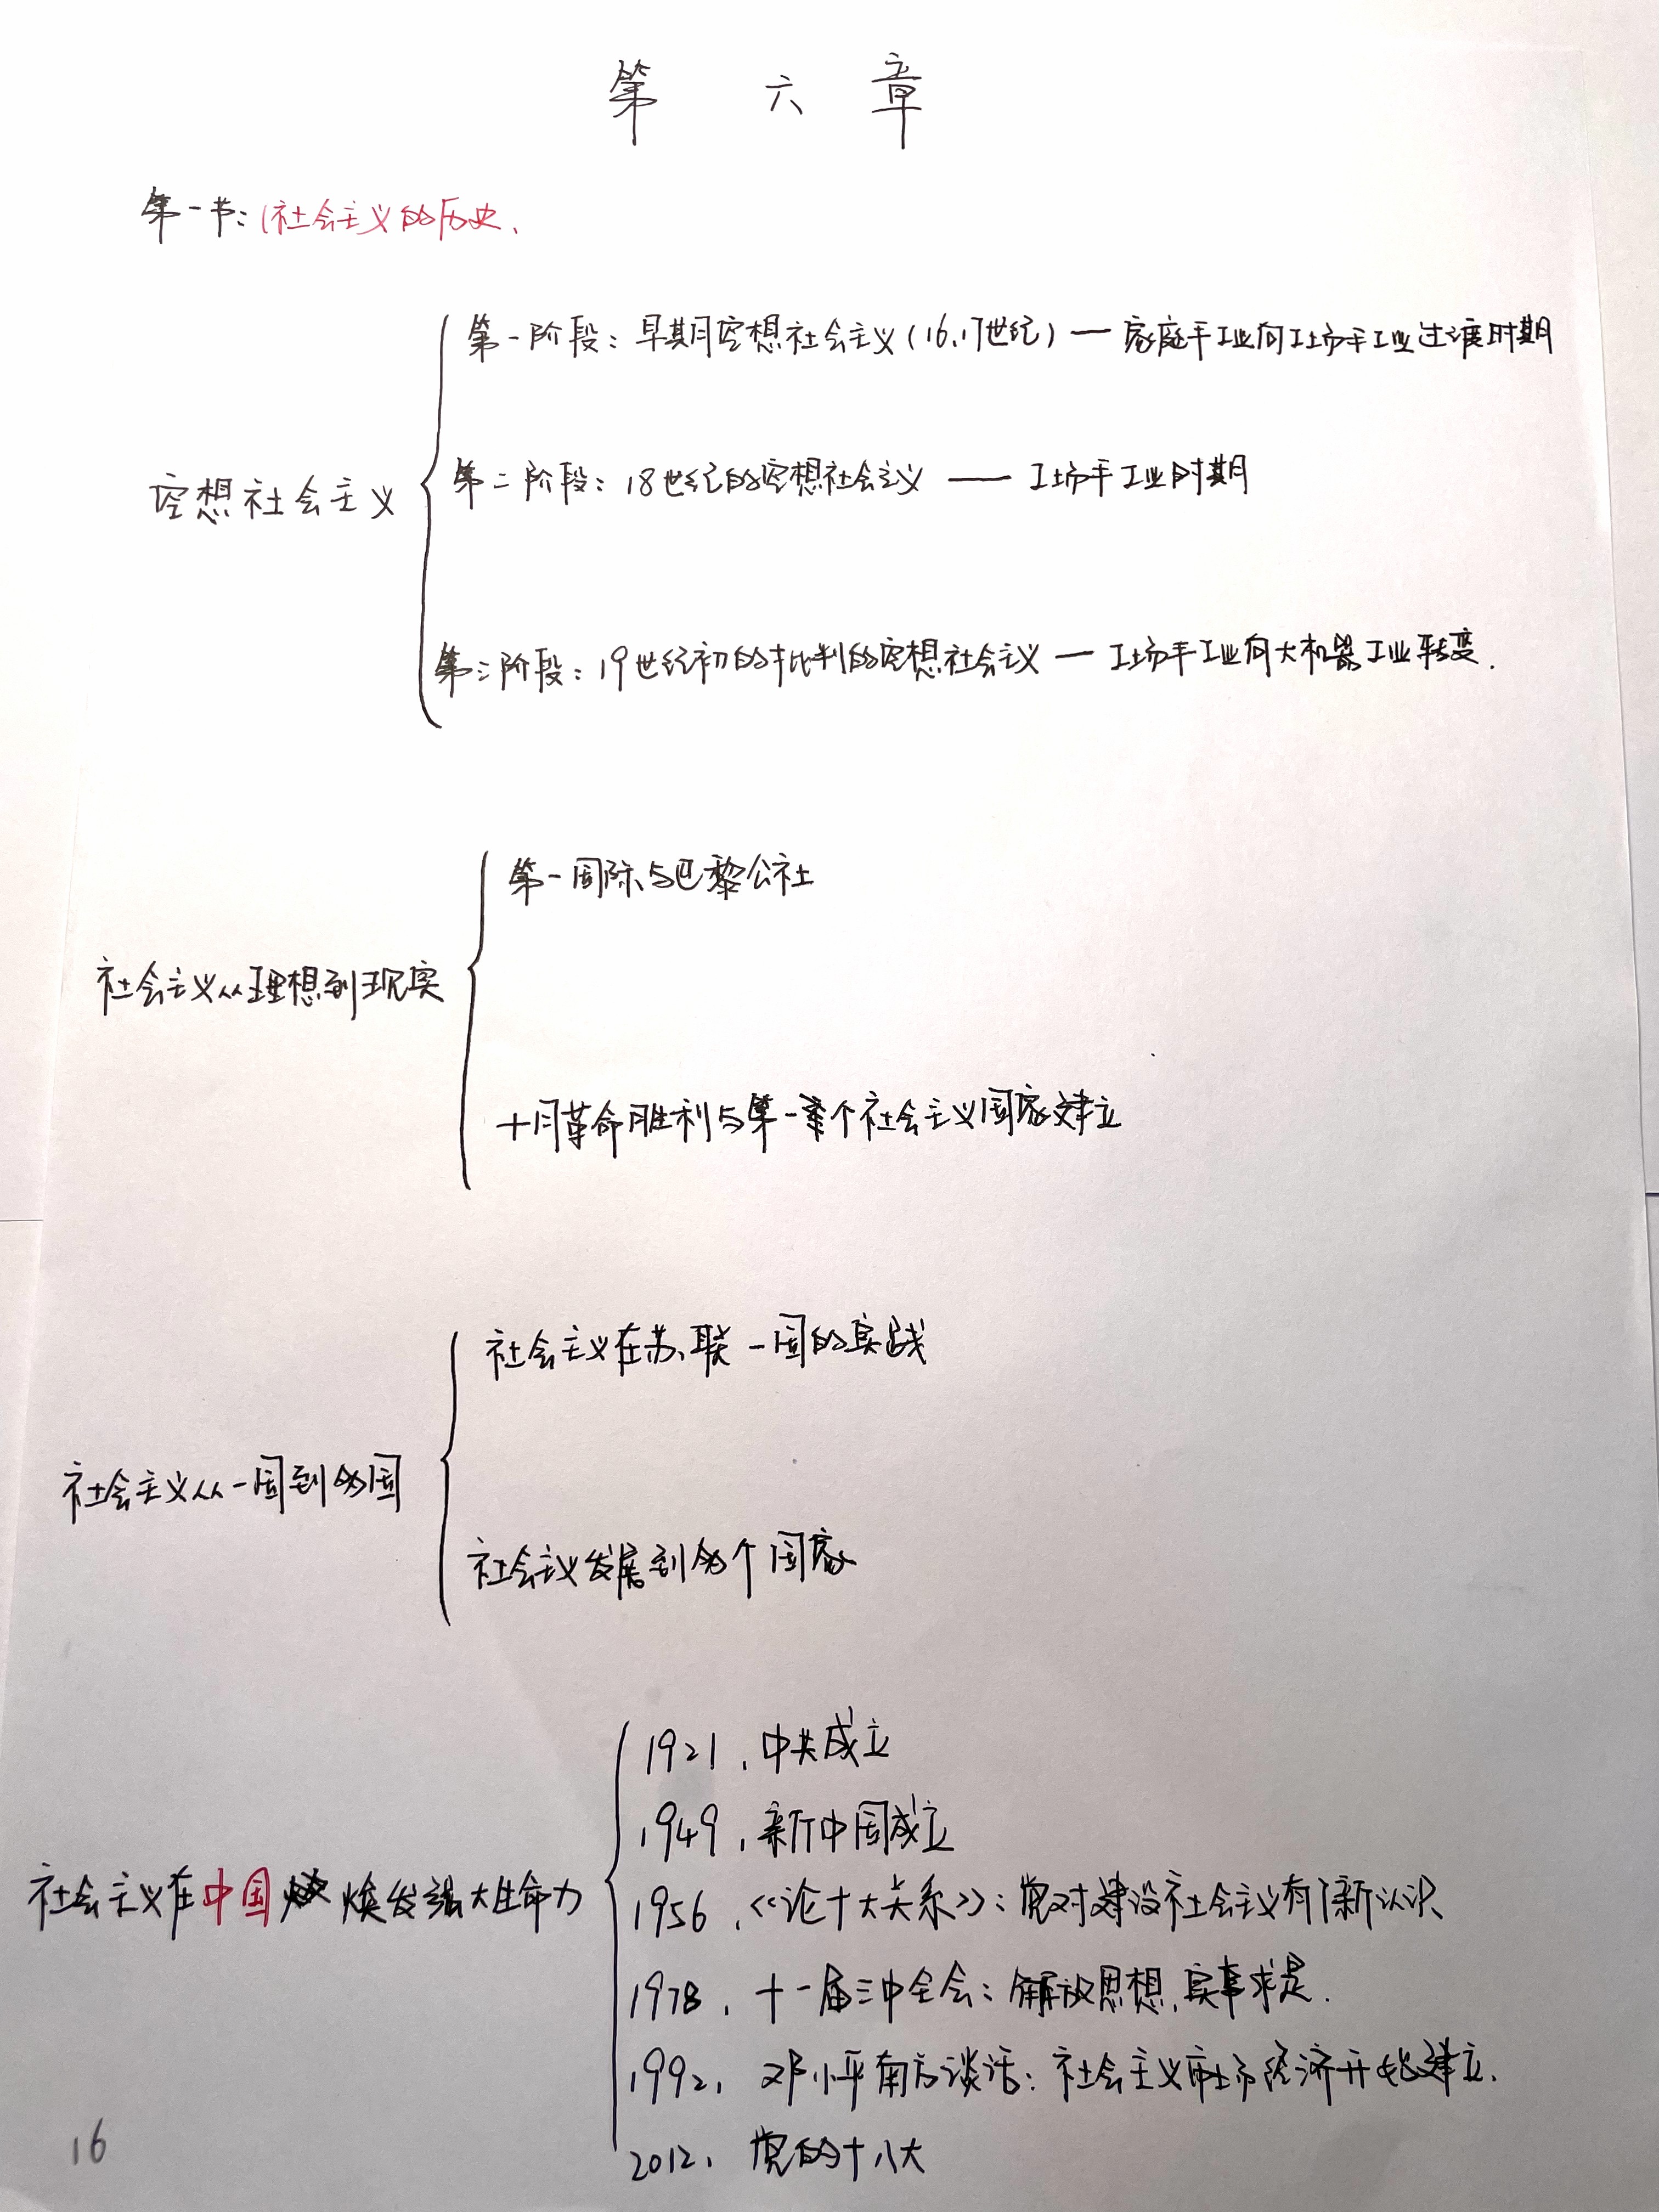 第六章
第一节:社会主义的历史.
第一阶段:早期空想社会主义(16.17世纪)— 家庭手工业向工场手工业过渡时期
空想社会主义
第二阶段:18世纪的空想社会主义 —— 工场手工业时期
第三阶段:19世纪初的批判的空想社会主义 — 工场手工业向大机器工业转变.
第一国际与巴黎公社
社会主义从理想到现实
十月革命胜利与第一个社会主义国家建立
社会主义在苏联一国的实践
社会主义从一国到多国
社会主义发展到多个国家
1921,中共成立
1949,新中国成立
社会主义在中国焕发强大生命力
1956,《论十大关系》:党对建设社会主义有了新认识
1978,十一届三中全会:解放思想,实事求是.
1992,邓小平南方谈话:社会主义市场经济开始建立.
2012,党的十八大
16